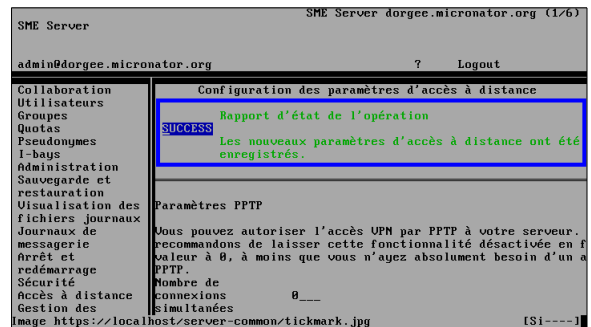 SME Server dorgee.micronator.org (1/6)
SME Server
admin@dorgee.micronator.org ? Logout
Collaboration
Utilisateurs
Groupes
Quotas
Pseudonymes
I-bays
Administration
Sauvegarde et
restauration
Visualisation des
fichiers journaux
Journaux de
messagerie
Arrêt et
redémarrage
Sécurité
Accès à distance
Gestion des
Configuration des paramètres d'accès à distance
Rapport d'état de l'opération
SUCCESS
Les nouveaux paramètres d'accès à distance ont été
enregistrés.
Paramètres PPTP
Vous pouvez autoriser l'accès VPN par PPTP à votre serveur.
recommandons de laisser cette fonctionnalité désactivée en f
valeur à 0, à moins que vous n'ayez absolument besoin d'un a
PPTP.
Nombre de
connexions 0___
simultanées
Image https://localhost/server-common/tickmark.jpg [Si----]